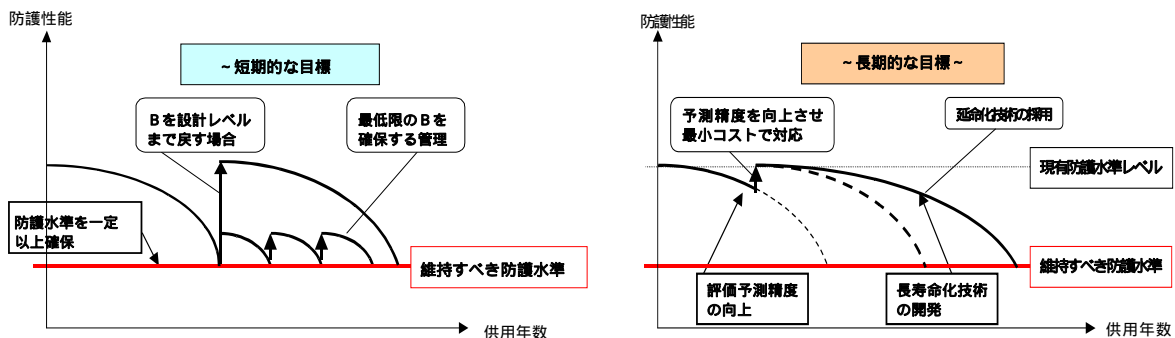 防護性能
~短期的な目標
Bを設計レベル
まで戻す場合
最低限のBを
確保する管理
防護水準を一定
以上確保
維持すべき防護水準
供用年数
防護性能
~長期的な目標~
予測精度を向上させ
最小コストで対応
延命化技術の採用
現有防護水準レベル
維持すべき防護水準
評価予測精度
の向上
長寿命化技術
の開発
供用年数